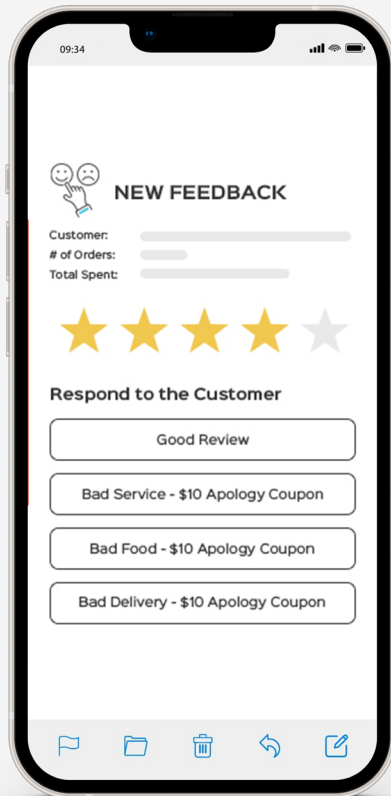 09:34
NEW FEEDBACK
Customer:
# of Orders:
Total Spent:
Respond to the Customer
Good Review
Bad Service - $10 Apology Coupon
Bad Food - $10 Apology Coupon
Bad Delivery - $10 Apology Coupon